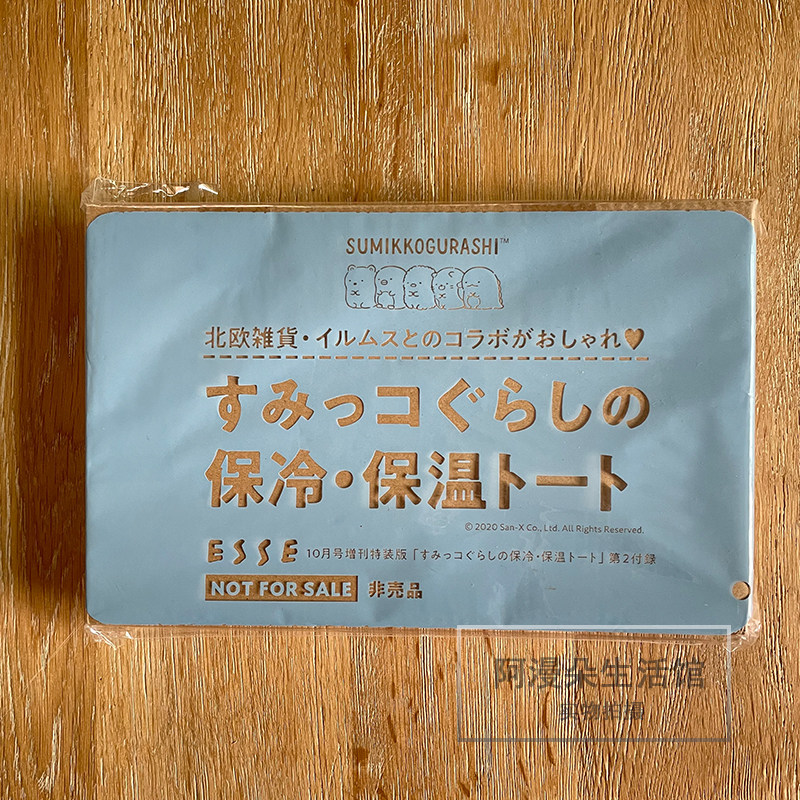 SUMIKKOGURASHI™
北欧雑貨・イルムスとのコラボがおしゃれ♥
すみっコぐらしの
保冷・保温トート
© 2020 San-X Co., Ltd. All Rights Reserved.
ESSE 10月号増刊特装版「すみっコぐらしの保冷・保温トート」第2付録
NOT FOR SALE 非売品
阿漫朵生活馆
实物拍摄